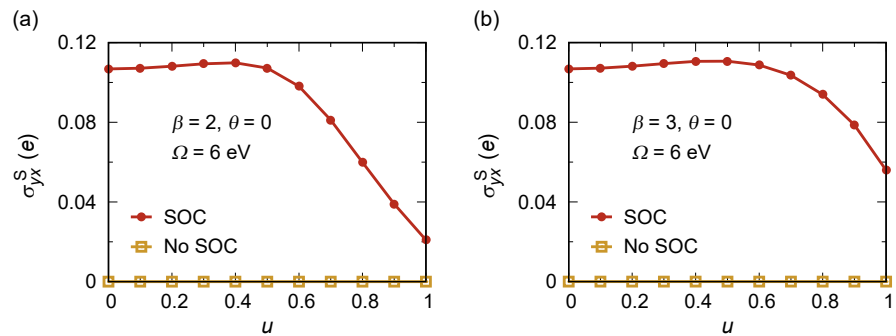 (a)
0.12
0.08
0.04
0
σ_yx^S (e)
β = 2, θ = 0
Ω = 6 eV
SOC
No SOC
0 0.2 0.4 0.6 0.8 1
u
(b)
0.12
0.08
0.04
0
σ_yx^S (e)
β = 3, θ = 0
Ω = 6 eV
SOC
No SOC
0 0.2 0.4 0.6 0.8 1
u